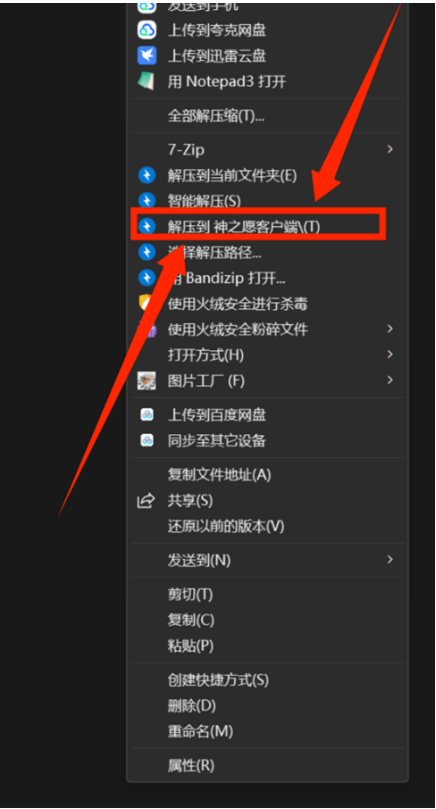 发送到手机
上传到夸克网盘
上传到迅雷云盘
用 Notepad3 打开
全部解压缩(T)...
7-Zip
解压到当前文件夹(E)
智能解压(S)
解压到 神之愿客户端\(T)
选择解压路径...
用 Bandizip 打开...
使用火绒安全进行杀毒
使用火绒安全粉碎文件
打开方式(H)
图片工厂 (F)
上传到百度网盘
同步至其它设备
复制文件地址(A)
共享(S)
还原以前的版本(V)
发送到(N)
剪切(T)
复制(C)
粘贴(P)
创建快捷方式(S)
删除(D)
重命名(M)
属性(R)